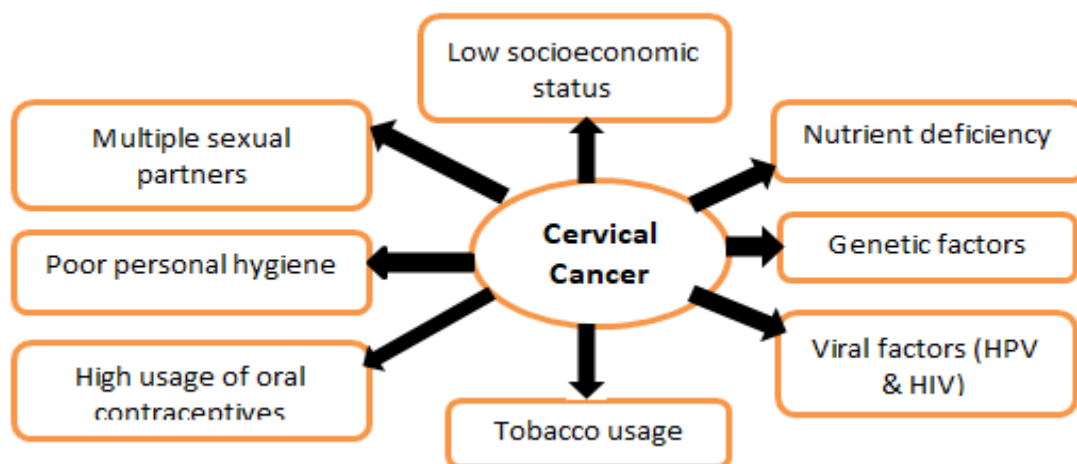 Low socioeconomic
status
Multiple sexual
partners
Nutrient deficiency
Cervical
Cancer
Poor personal hygiene
Genetic factors
High usage of oral
contraceptives
Viral factors (HPV
& HIV)
Tobacco usage